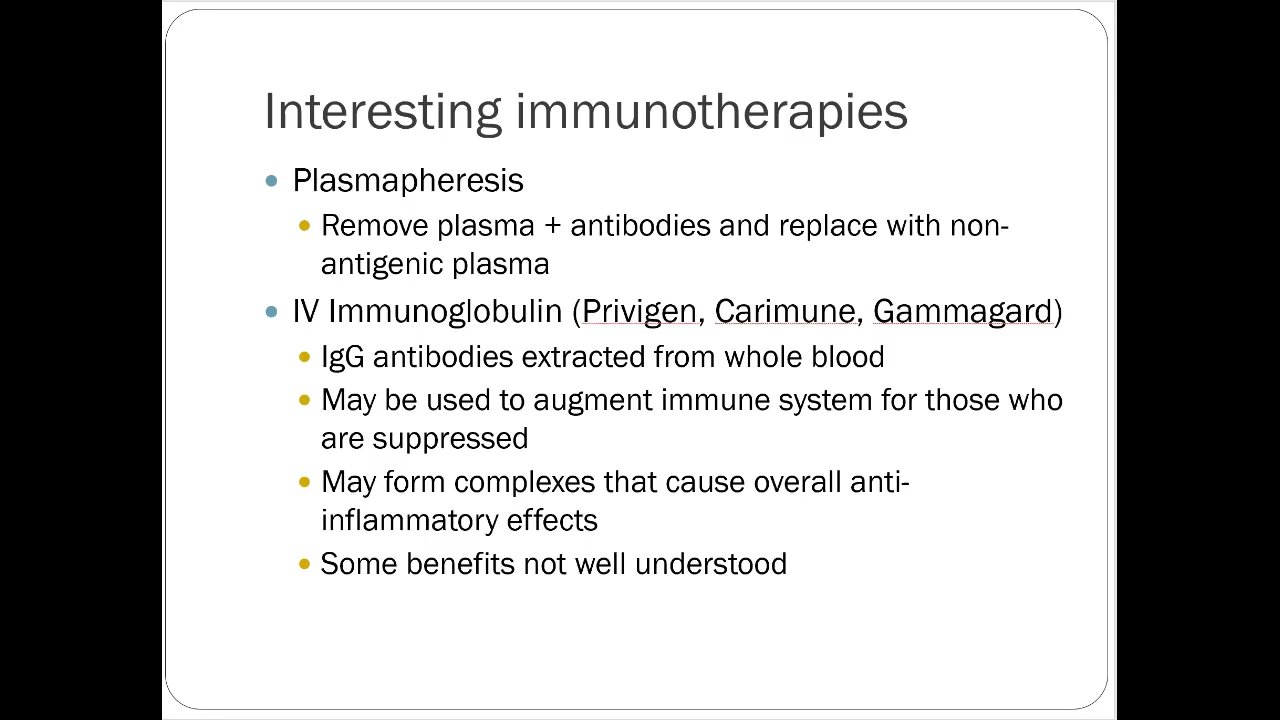 Interesting immunotherapies
• Plasmapheresis
• Remove plasma + antibodies and replace with non-
antigenic plasma
• IV Immunoglobulin (Privigen, Carimune, Gammagard)
• IgG antibodies extracted from whole blood
• May be used to augment immune system for those who
are suppressed
• May form complexes that cause overall anti-
inflammatory effects
• Some benefits not well understood